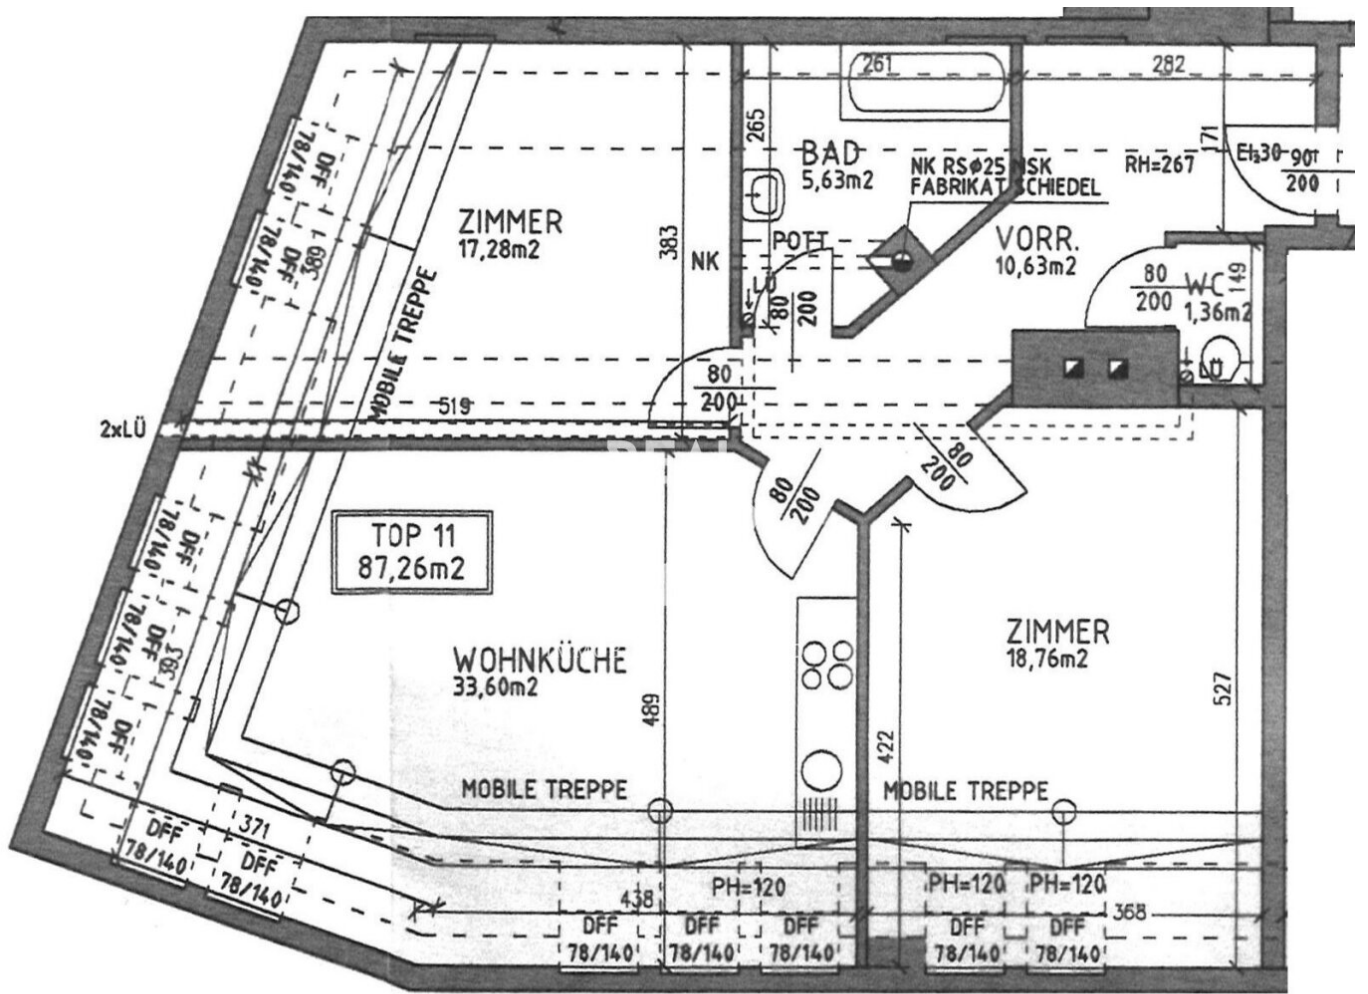 261
282
265
171
BAD
5,63m2
NK RSø25 NSK
FABRIKAT SCHIEDEL
RH=267
EI₂30
90
200
ZIMMER
17,28m2
383
NK
POTT
VORR.
10,63m2
80
200
WC
1,36m2
149
LÜ
80
200
LÜ
DFF
78/140
DFF
78/140
389
MOBILE TREPPE
80
200
519
2xLÜ
80
200
80
200
TOP 11
87,26m2
DFF
78/140
DFF
78/140
393
DFF
78/140
WOHNKÜCHE
33,60m2
489
ZIMMER
18,76m2
527
422
MOBILE TREPPE
MOBILE TREPPE
371
DFF
78/140
DFF
78/140
438
PH=120
PH=120
PH=120
368
DFF
78/140
DFF
78/140
DFF
78/140
DFF
78/140
DFF
78/140